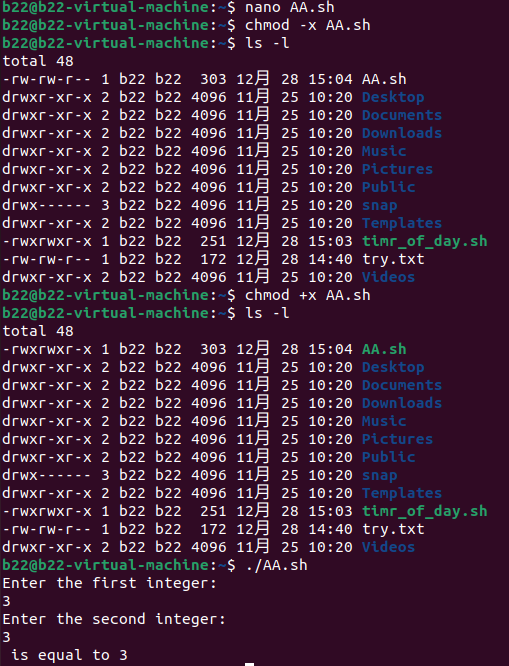 b22@b22-virtual-machine:~$ nano AA.sh
b22@b22-virtual-machine:~$ chmod -x AA.sh
b22@b22-virtual-machine:~$ ls -l
total 48
-rw-rw-r-- 1 b22 b22  303 12月 28 15:04 AA.sh
drwxr-xr-x 2 b22 b22 4096 11月 25 10:20 Desktop
drwxr-xr-x 2 b22 b22 4096 11月 25 10:20 Documents
drwxr-xr-x 2 b22 b22 4096 11月 25 10:20 Downloads
drwxr-xr-x 2 b22 b22 4096 11月 25 10:20 Music
drwxr-xr-x 2 b22 b22 4096 11月 25 10:20 Pictures
drwxr-xr-x 2 b22 b22 4096 11月 25 10:20 Public
drwx------ 3 b22 b22 4096 11月 25 10:20 snap
drwxr-xr-x 2 b22 b22 4096 11月 25 10:20 Templates
-rwxrwxr-x 1 b22 b22  251 12月 28 15:03 timr_of_day.sh
-rw-rw-r-- 1 b22 b22  172 12月 28 14:40 try.txt
drwxr-xr-x 2 b22 b22 4096 11月 25 10:20 Videos
b22@b22-virtual-machine:~$ chmod +x AA.sh
b22@b22-virtual-machine:~$ ls -l
total 48
-rwxrwxr-x 1 b22 b22  303 12月 28 15:04 AA.sh
drwxr-xr-x 2 b22 b22 4096 11月 25 10:20 Desktop
drwxr-xr-x 2 b22 b22 4096 11月 25 10:20 Documents
drwxr-xr-x 2 b22 b22 4096 11月 25 10:20 Downloads
drwxr-xr-x 2 b22 b22 4096 11月 25 10:20 Music
drwxr-xr-x 2 b22 b22 4096 11月 25 10:20 Pictures
drwxr-xr-x 2 b22 b22 4096 11月 25 10:20 Public
drwx------ 3 b22 b22 4096 11月 25 10:20 snap
drwxr-xr-x 2 b22 b22 4096 11月 25 10:20 Templates
-rwxrwxr-x 1 b22 b22  251 12月 28 15:03 timr_of_day.sh
-rw-rw-r-- 1 b22 b22  172 12月 28 14:40 try.txt
drwxr-xr-x 2 b22 b22 4096 11月 25 10:20 Videos
b22@b22-virtual-machine:~$ ./AA.sh
Enter the first integer:
3
Enter the second integer:
3
 is equal to 3